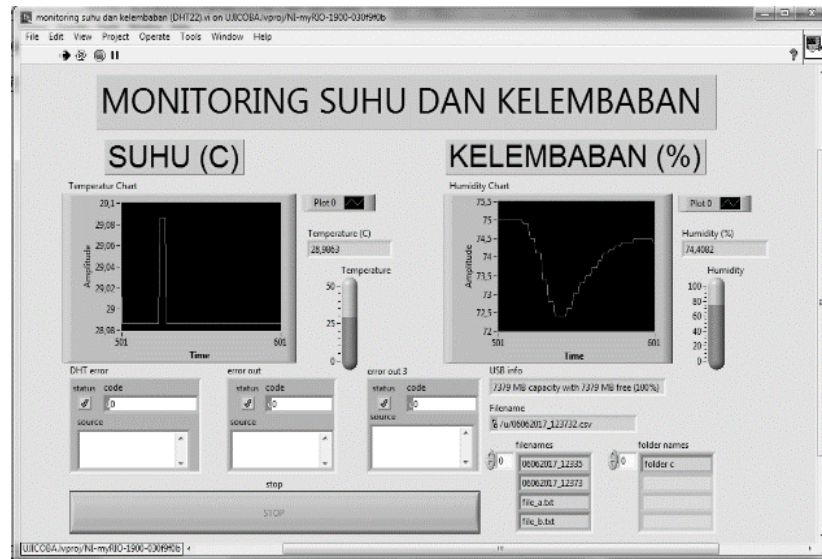 monitoring suhu dan kelembaban (DHT22).vi on UJICOBA.lvproj/NI-myRIO-1900-030f9f0b
File Edit View Project Operate Tools Window Help
MONITORING SUHU DAN KELEMBABAN
SUHU (C)
KELEMBABAN (%)
Temperatur Chart
Plot 0
29,1
29,08
29,06
29,04
29,02
29
28,98
Amplitude
501
601
Time
Temperature (C)
28,9863
Temperature
50
25
0
Humidity Chart
Plot 0
75,5
75
74,5
74
73,5
73
72,5
72
Amplitude
501
601
Time
Humidity (%)
74,4082
Humidity
100
80
60
40
20
0
DHT error
status code
0
source
error out
status code
0
source
error out 3
status code
0
source
USB info
7379 MB capacity with 7379 MB free (100%)
Filename
/u/06062017_123732.csv
filenames
0
06062017_12335
06062017_12373
file_a.txt
file_b.txt
folder names
0
folder c
stop
STOP
UJICOBA.lvproj/NI-myRIO-1900-030f9f0b